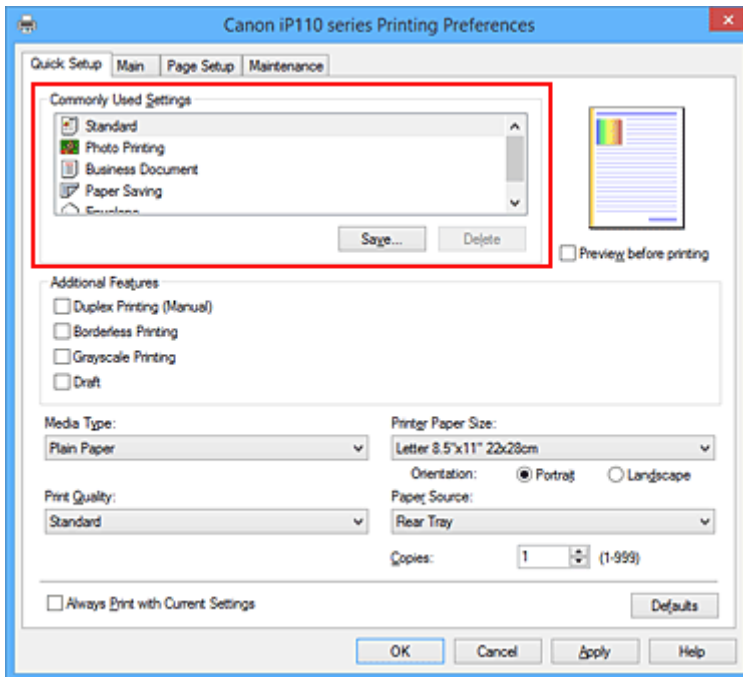 Canon iP110 series Printing Preferences
Quick Setup Main Page Setup Maintenance
Commonly Used Settings
Standard
Photo Printing
Business Document
Paper Saving
Envelope
Save... Delete
Preview before printing
Additional Features
Duplex Printing (Manual)
Borderless Printing
Grayscale Printing
Draft
Media Type: Printer Paper Size:
Plain Paper Letter 8.5"x11" 22x28cm
Orientation: Portrait Landscape
Print Quality: Paper Source:
Standard Rear Tray
Copies: 1 (1-999)
Always Print with Current Settings Defaults
OK Cancel Apply Help